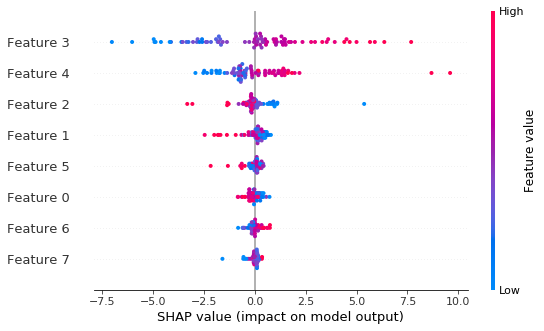 High
Feature 3
Feature 4
Feature 2
Feature 1
Feature 5
Feature 0
Feature 6
Feature 7
Feature value
Low
−7.5 −5.0 −2.5 0.0 2.5 5.0 7.5 10.0
SHAP value (impact on model output)